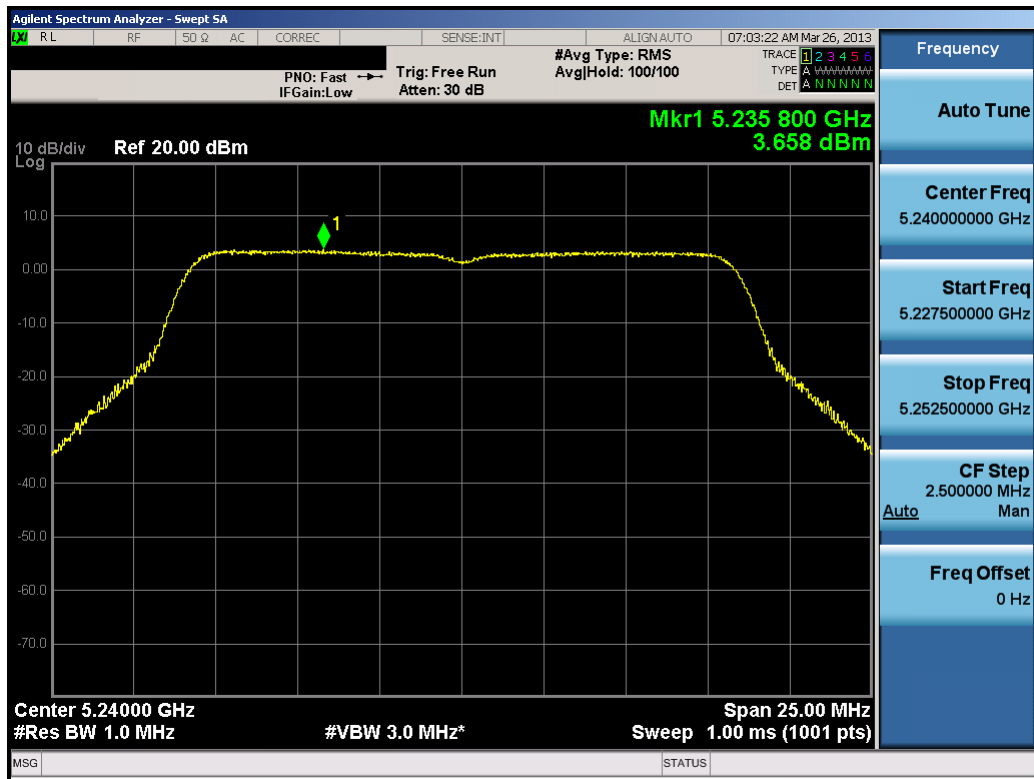 Agilent Spectrum Analyzer - Swept SA
LXI RL RF 50 Ω AC CORREC SENSE:INT ALIGNAUTO 07:03:22 AM Mar 26, 2013
PNO: Fast Trig: Free Run #Avg Type: RMS TRACE 1 2 3 4 5 6
IFGain:Low Atten: 30 dB Avg|Hold: 100/100 TYPE A WWWWW
DET A N N N N N
Frequency
Mkr1 5.235 800 GHz
3.658 dBm
10 dB/div Ref 20.00 dBm
Log
1
10.0
0.00
-10.0
-20.0
-30.0
-40.0
-50.0
-60.0
-70.0
Center 5.24000 GHz Span 25.00 MHz
#Res BW 1.0 MHz #VBW 3.0 MHz* Sweep 1.00 ms (1001 pts)
MSG STATUS
Auto Tune
Center Freq
5.240000000 GHz
Start Freq
5.227500000 GHz
Stop Freq
5.252500000 GHz
CF Step
2.500000 MHz
Auto Man
Freq Offset
0 Hz